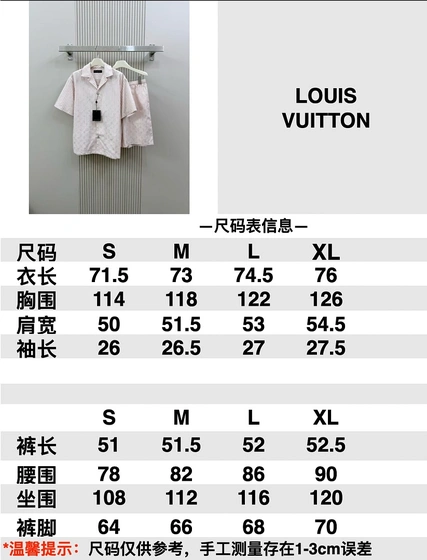 LOUIS
VUITTON
—尺码表信息—
尺码 S M L XL
衣长 71.5 73 74.5 76
胸围 114 118 122 126
肩宽 50 51.5 53 54.5
袖长 26 26.5 27 27.5
S M L XL
裤长 51 51.5 52 52.5
腰围 78 82 86 90
坐围 108 112 116 120
裤脚 64 66 68 70
*温馨提示：尺码仅供参考，手工测量存在1-3cm误差